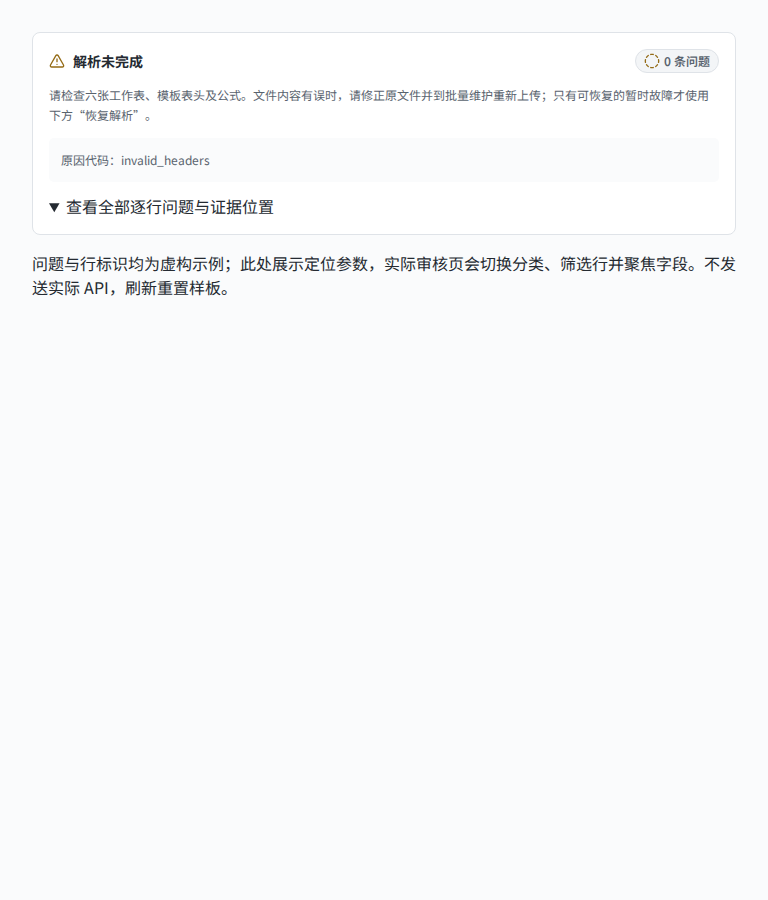 解析未完成
0 条问题
请检查六张工作表、模板表头及公式。文件内容有误时，请修正原文件并到批量维护重新上传；只有可恢复的暂时故障才使用
下方“恢复解析”。
原因代码：invalid_headers
▼ 查看全部逐行问题与证据位置
问题与行标识均为虚构示例；此处展示定位参数，实际审核页会切换分类、筛选行并聚焦字段。不发
送实际 API，刷新重置样板。